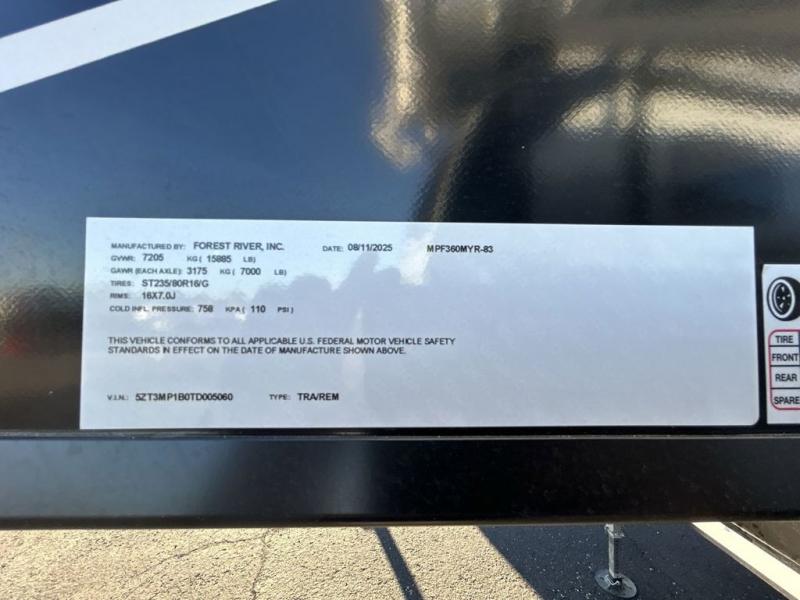 MANUFACTURED BY: FOREST RIVER, INC. DATE: 08/11/2025 MPF360MYR-83
GVWR: 7205 KG ( 15885 LB)
GAWR (EACH AXLE): 3175 KG ( 7000 LB)
TIRES: ST235/80R16/G
RIMS: 16X7.0J
COLD INFL. PRESSURE: 758 KPA ( 110 PSI )
THIS VEHICLE CONFORMS TO ALL APPLICABLE U.S. FEDERAL MOTOR VEHICLE SAFETY
STANDARDS IN EFFECT ON THE DATE OF MANUFACTURE SHOWN ABOVE.
V.I.N.: 5ZT3MP1B0TD005060 TYPE: TRA/REM
TIRE
FRONT
REAR
SPARE